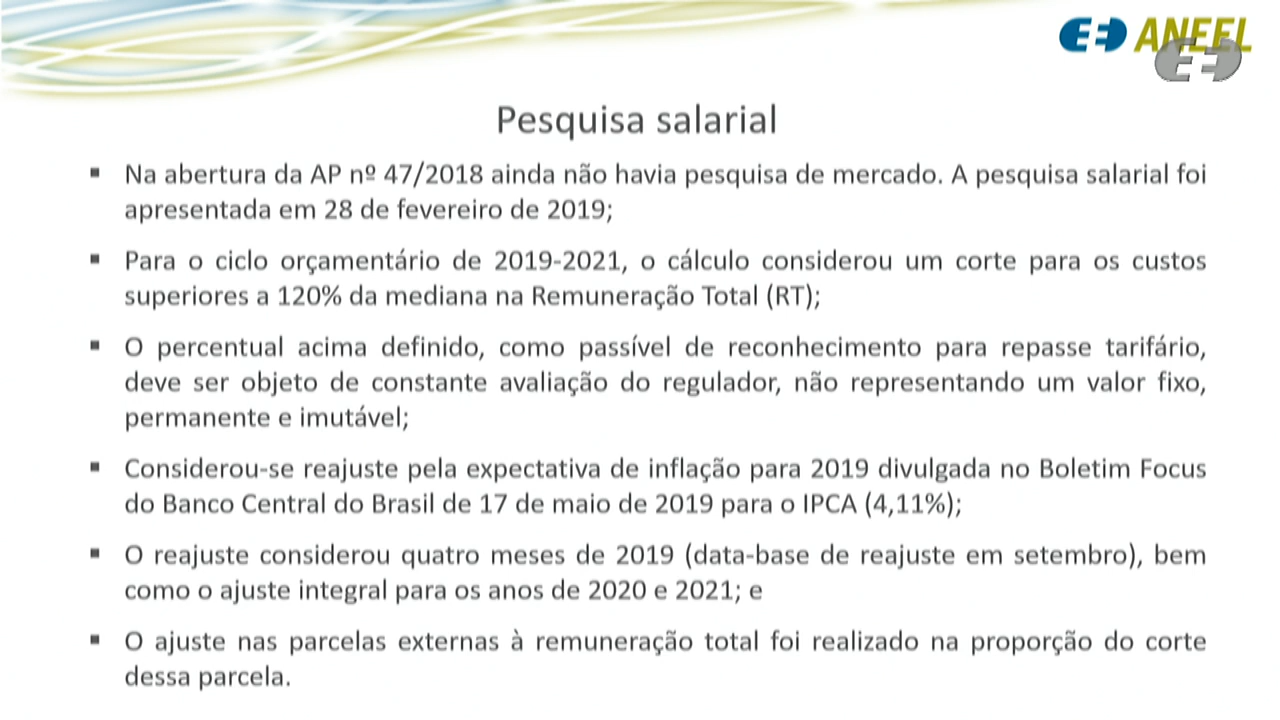 ANEEL
Pesquisa salarial
▪ Na abertura da AP nº 47/2018 ainda não havia pesquisa de mercado. A pesquisa salarial foi
apresentada em 28 de fevereiro de 2019;
▪ Para o ciclo orçamentário de 2019-2021, o cálculo considerou um corte para os custos
superiores a 120% da mediana na Remuneração Total (RT);
▪ O percentual acima definido, como passível de reconhecimento para repasse tarifário,
deve ser objeto de constante avaliação do regulador, não representando um valor fixo,
permanente e imutável;
▪ Considerou-se reajuste pela expectativa de inflação para 2019 divulgada no Boletim Focus
do Banco Central do Brasil de 17 de maio de 2019 para o IPCA (4,11%);
▪ O reajuste considerou quatro meses de 2019 (data-base de reajuste em setembro), bem
como o ajuste integral para os anos de 2020 e 2021; e
▪ O ajuste nas parcelas externas à remuneração total foi realizado na proporção do corte
dessa parcela.